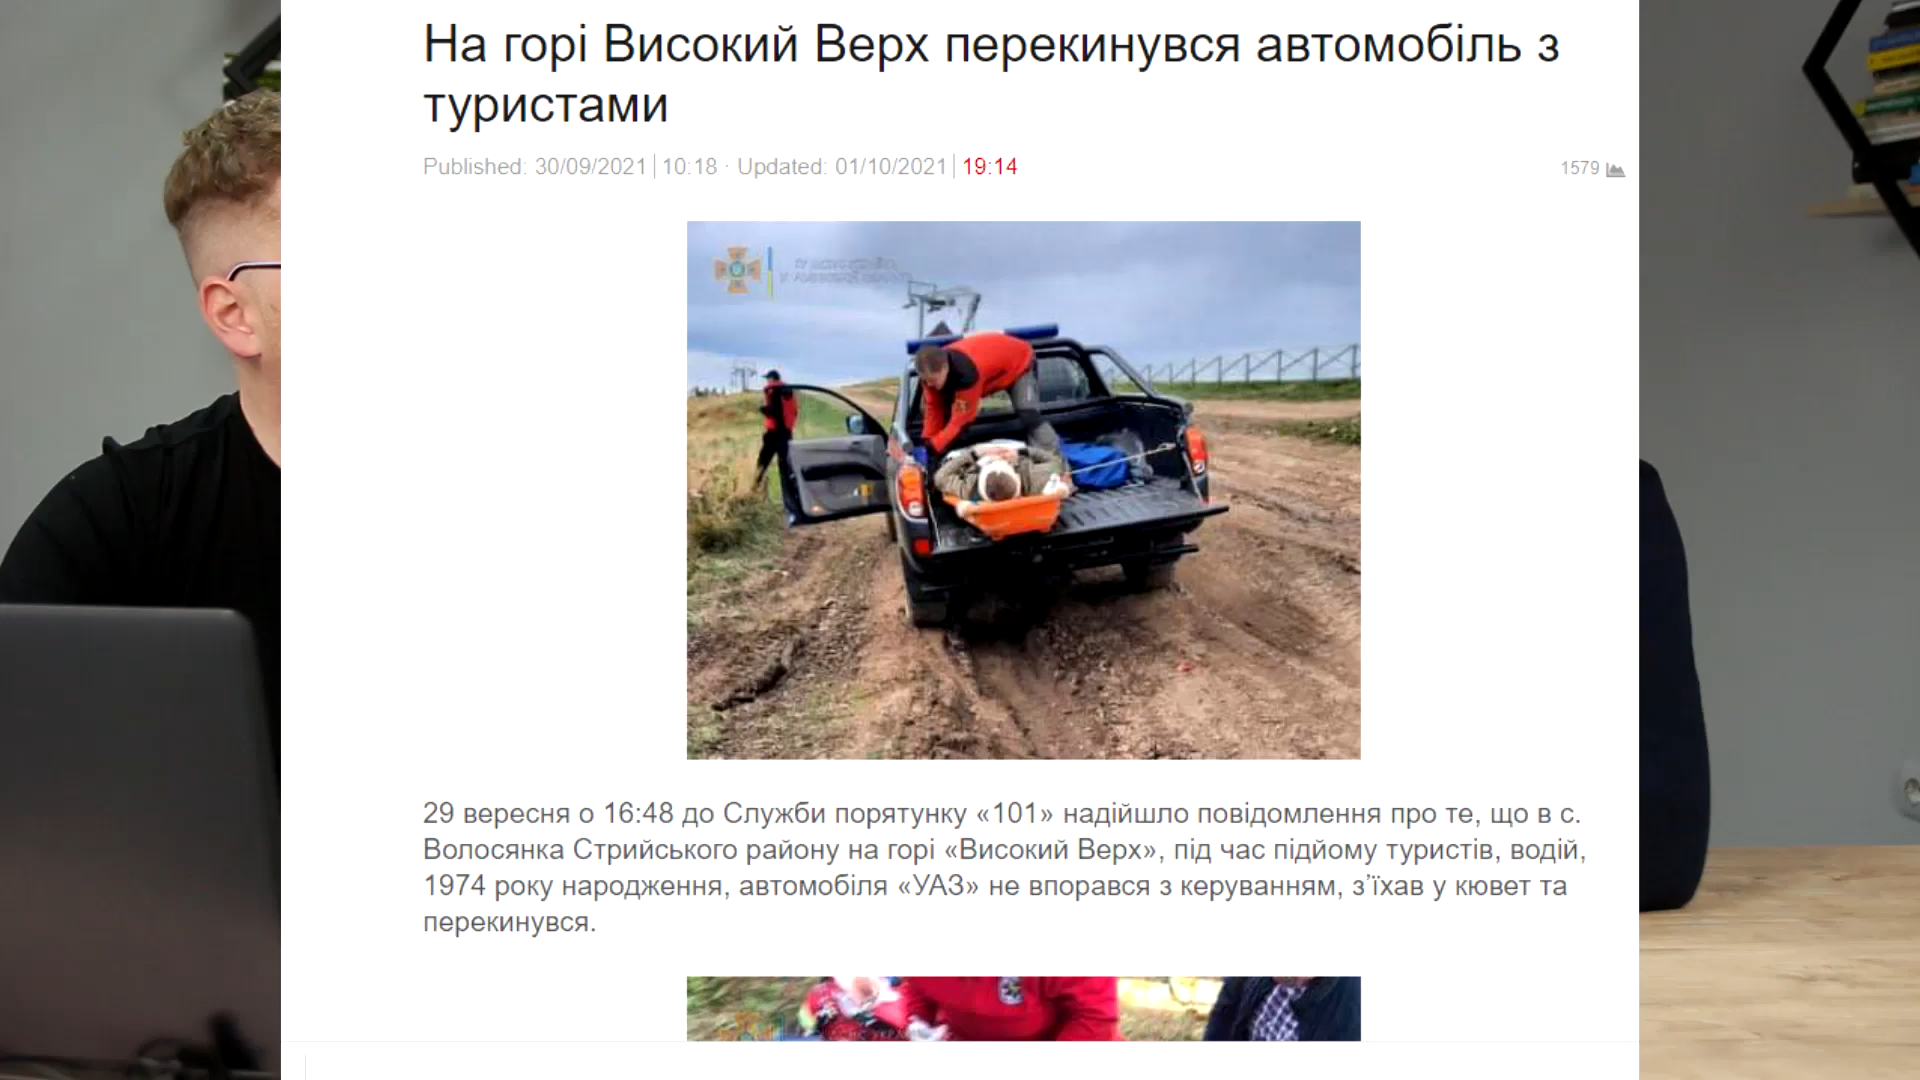 На горі Високий Верх перекинувся автомобіль з
туристами
Published: 30/09/2021 | 10:18 · Updated: 01/10/2021 | 19:14
1579
29 вересня о 16:48 до Служби порятунку «101» надійшло повідомлення про те, що в с.
Волосянка Стрийського району на горі «Високий Верх», під час підйому туристів, водій,
1974 року народження, автомобіля «УАЗ» не впорався з керуванням, з’їхав у кювет та
перекинувся.